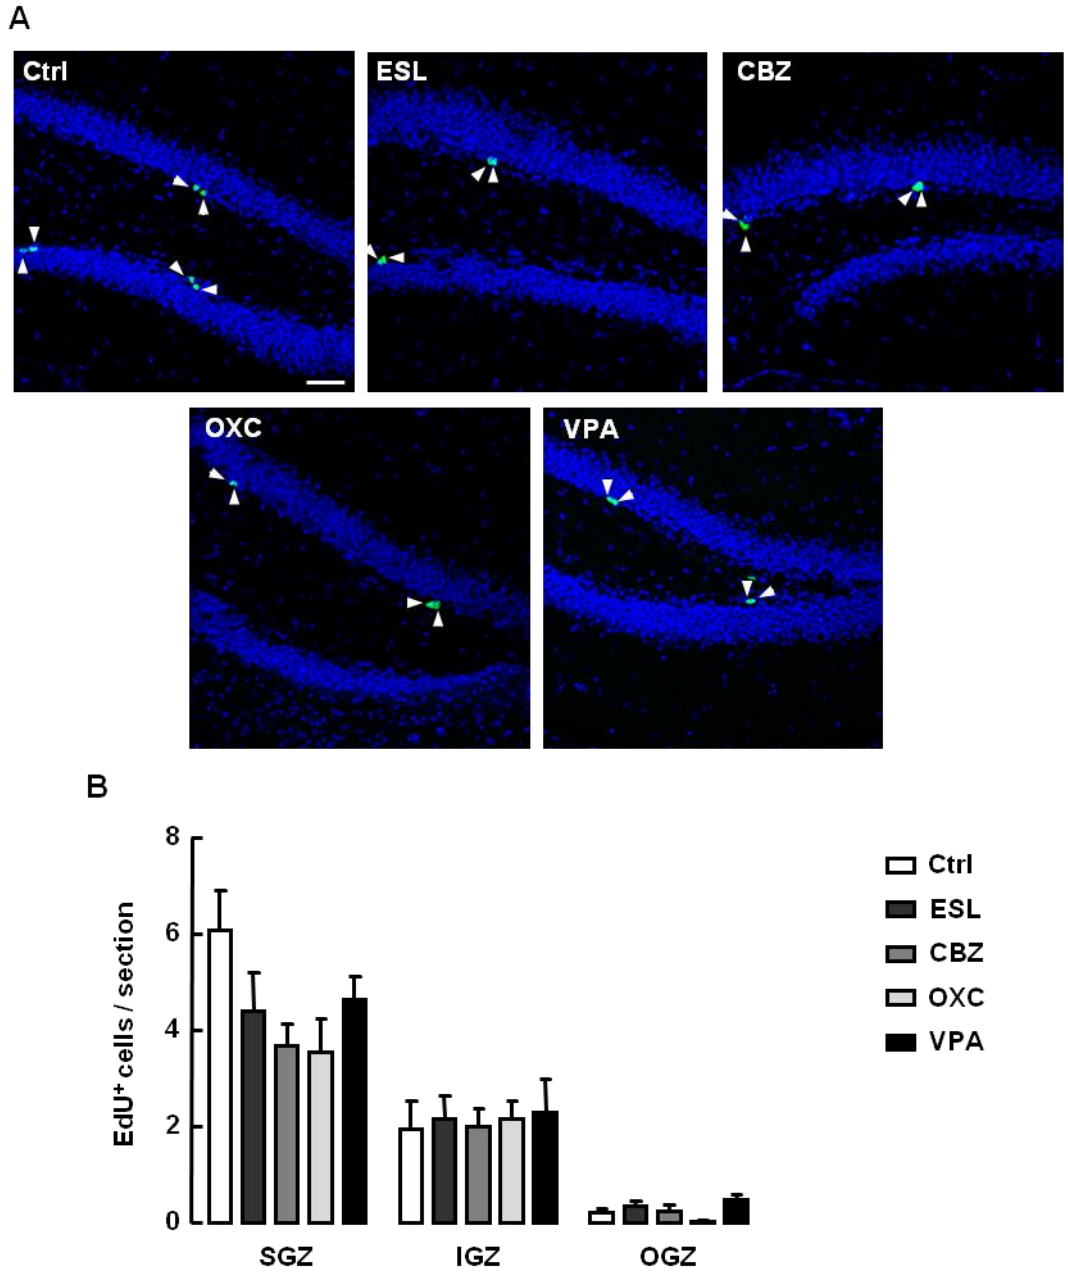 A
Ctrl
ESL
CBZ
OXC
VPA
B
8
6
4
2
0
EdU⁺ cells / section
SGZ
IGZ
OGZ
Ctrl
ESL
CBZ
OXC
VPA